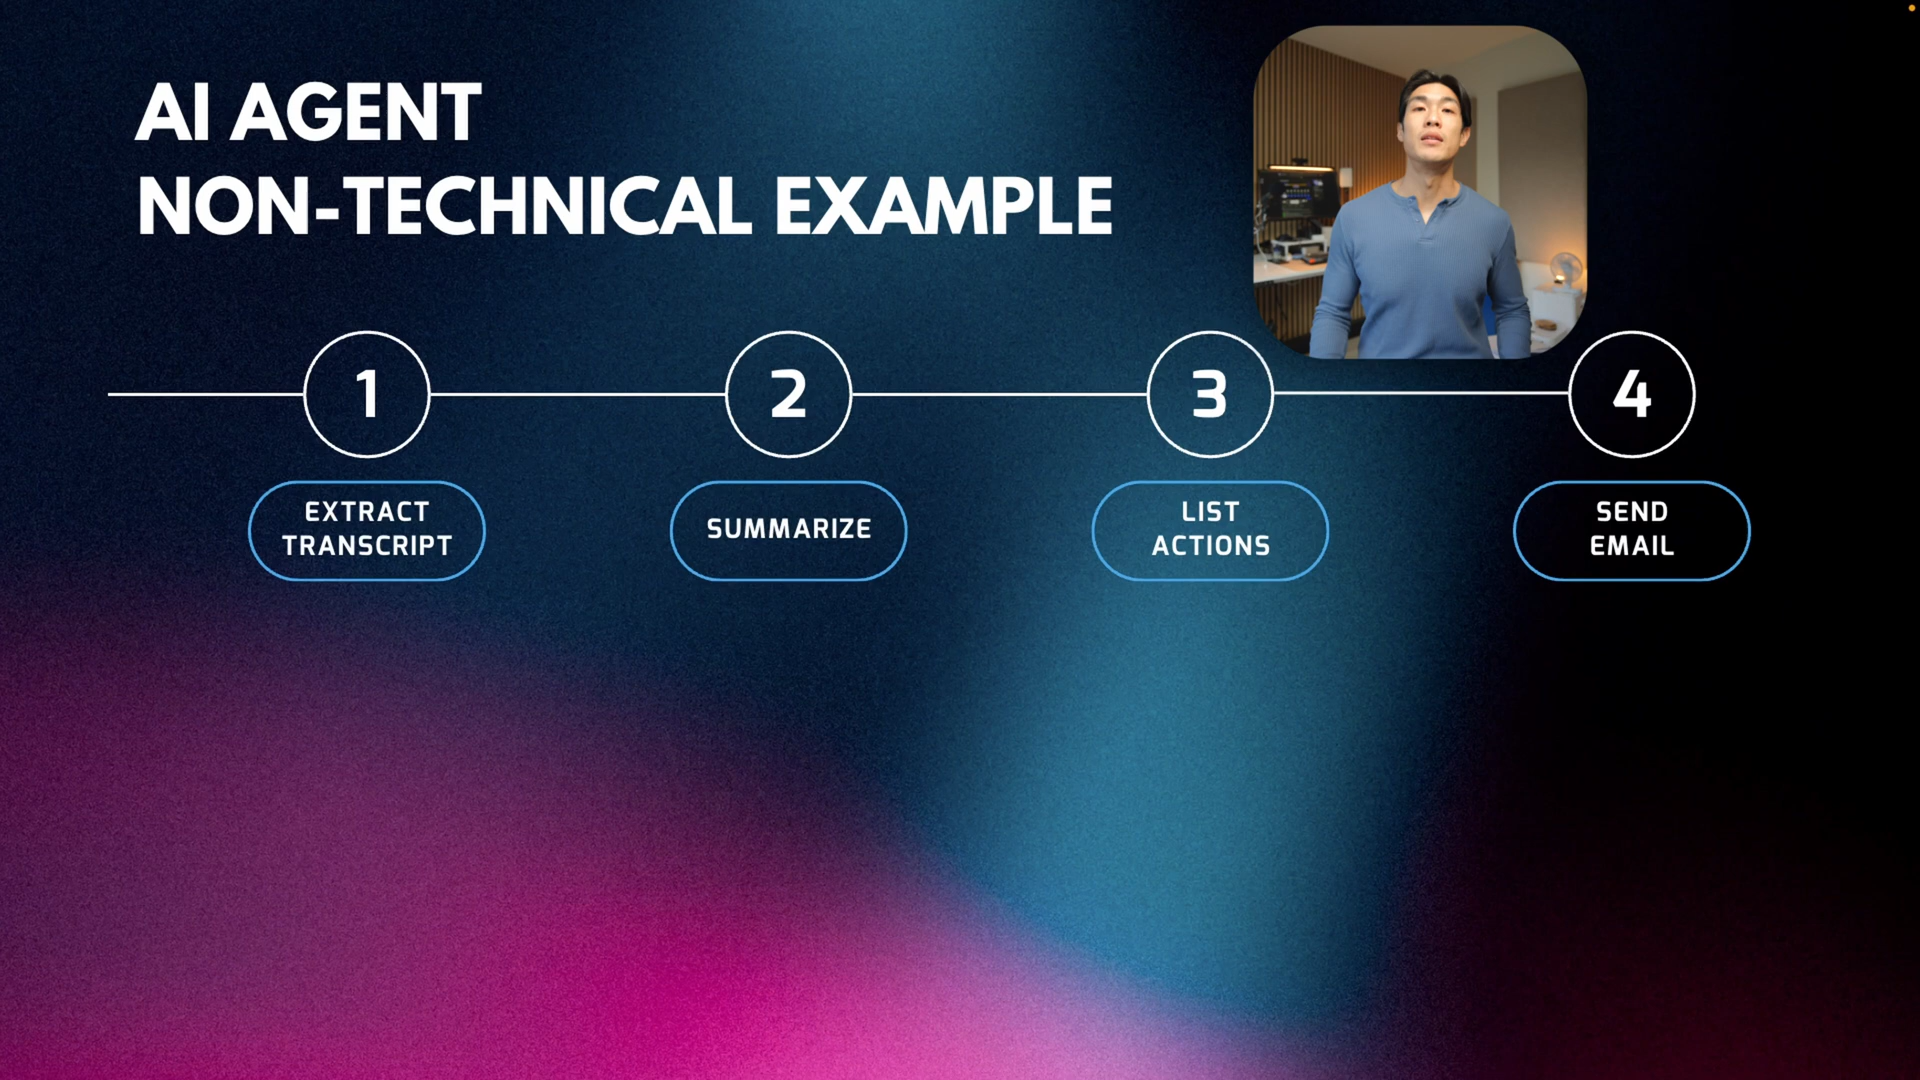 AI AGENT
NON-TECHNICAL EXAMPLE
1
2
3
4
EXTRACT
TRANSCRIPT
SUMMARIZE
LIST
ACTIONS
SEND
EMAIL